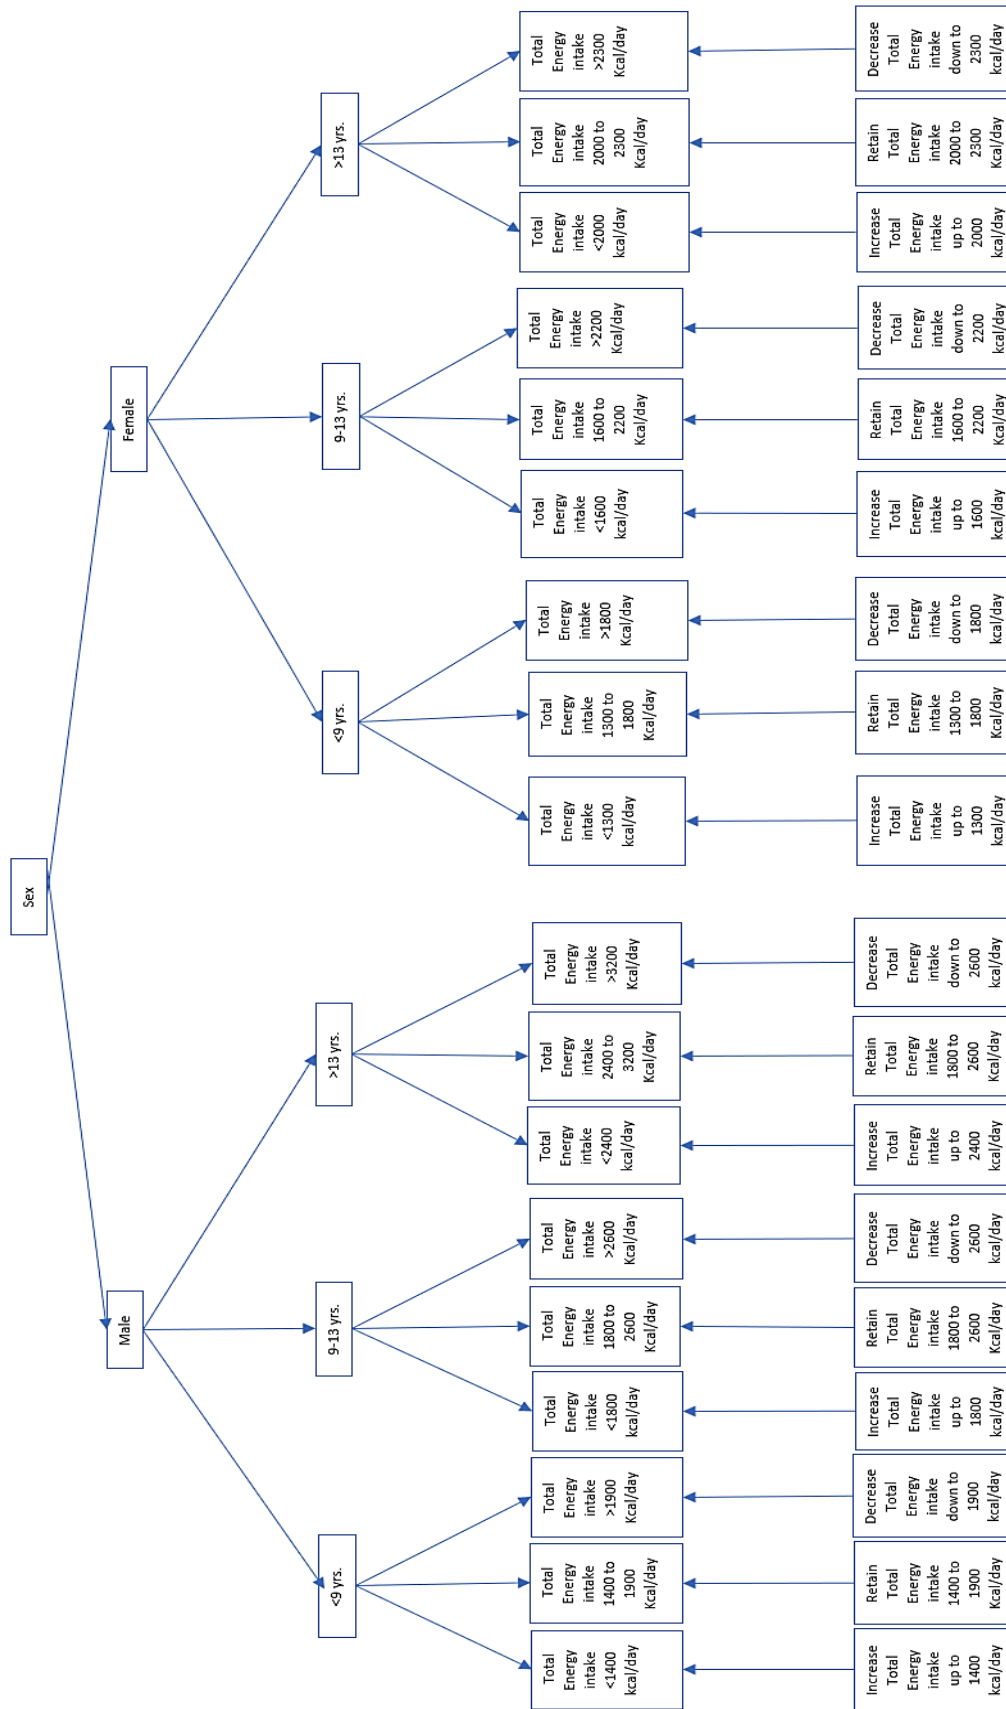 Sex
Male
Female
<9 yrs.
9-13 yrs.
>13 yrs.
<9 yrs.
9-13 yrs.
>13 yrs.
Total
Energy
intake
<1400
kcal/day
Total
Energy
intake
1400 to
1900
Kcal/day
Total
Energy
intake
>1900
Kcal/day
Total
Energy
intake
<1800
kcal/day
Total
Energy
intake
1800 to
2600
Kcal/day
Total
Energy
intake
>2600
Kcal/day
Total
Energy
intake
<2400
kcal/day
Total
Energy
intake
2400 to
3200
Kcal/day
Total
Energy
intake
>3200
Kcal/day
Total
Energy
intake
<1300
kcal/day
Total
Energy
intake
1300 to
1800
Kcal/day
Total
Energy
intake
>1800
Kcal/day
Total
Energy
intake
<1600
kcal/day
Total
Energy
intake
1600 to
2200
Kcal/day
Total
Energy
intake
>2200
Kcal/day
Total
Energy
intake
<2000
kcal/day
Total
Energy
intake
2000 to
2300
Kcal/day
Total
Energy
intake
>2300
Kcal/day
Increase
Total
Energy
intake
up to
1400
kcal/day
Retain
Total
Energy
intake
1400 to
1900
Kcal/day
Decrease
Total
Energy
intake
down to
1900
kcal/day
Increase
Total
Energy
intake
up to
1800
kcal/day
Retain
Total
Energy
intake
1800 to
2600
Kcal/day
Decrease
Total
Energy
intake
down to
2600
kcal/day
Increase
Total
Energy
intake
up to
2400
kcal/day
Retain
Total
Energy
intake
1800 to
2600
Kcal/day
Decrease
Total
Energy
intake
down to
2600
kcal/day
Increase
Total
Energy
intake
up to
1300
kcal/day
Retain
Total
Energy
intake
1300 to
1800
Kcal/day
Decrease
Total
Energy
intake
down to
1800
kcal/day
Increase
Total
Energy
intake
up to
1600
kcal/day
Retain
Total
Energy
intake
1600 to
2200
Kcal/day
Decrease
Total
Energy
intake
down to
2200
kcal/day
Increase
Total
Energy
intake
up to
2000
kcal/day
Retain
Total
Energy
intake
2000 to
2300
Kcal/day
Decrease
Total
Energy
intake
down to
2300
kcal/day